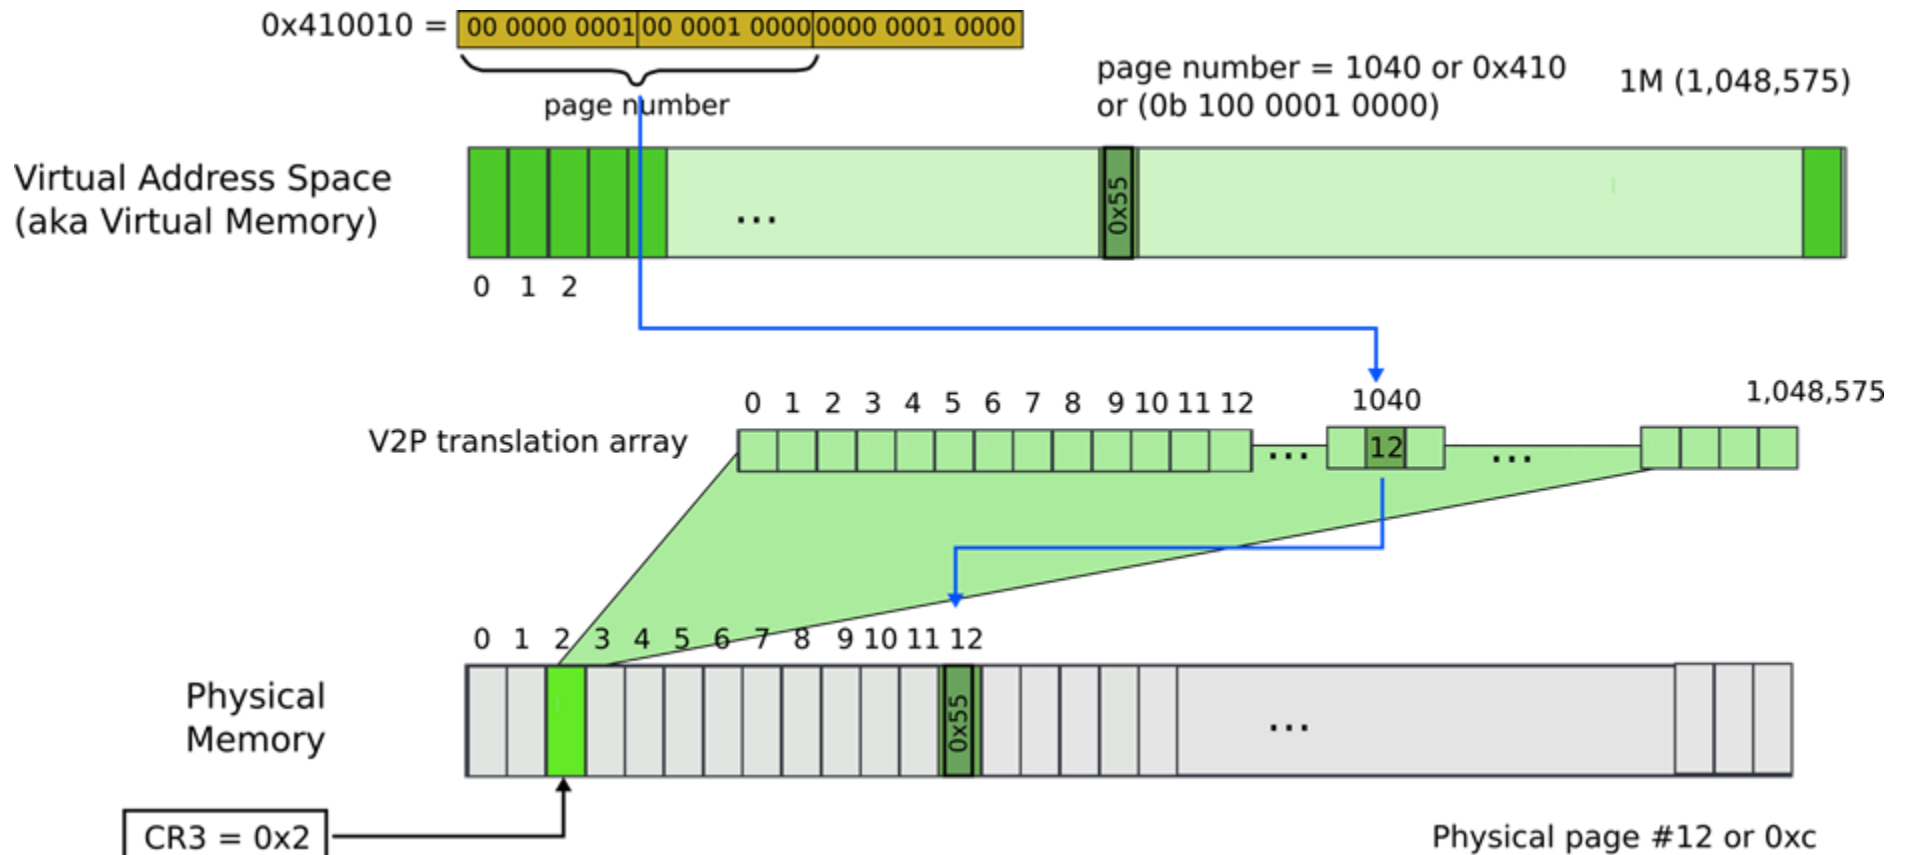 0x410010 = 00 0000 0001 00 0001 0000 0000 0001 0000
page number
page number = 1040 or 0x410
or (0b 100 0001 0000)
1M (1,048,575)
Virtual Address Space
(aka Virtual Memory)
...
0x55
0 1 2
V2P translation array
0 1 2 3 4 5 6 7 8 9 10 11 12
1040
1,048,575
...
12
...
0 1 2 3 4 5 6 7 8 9 10 11 12
Physical
Memory
0x55
...
CR3 = 0x2
Physical page #12 or 0xc